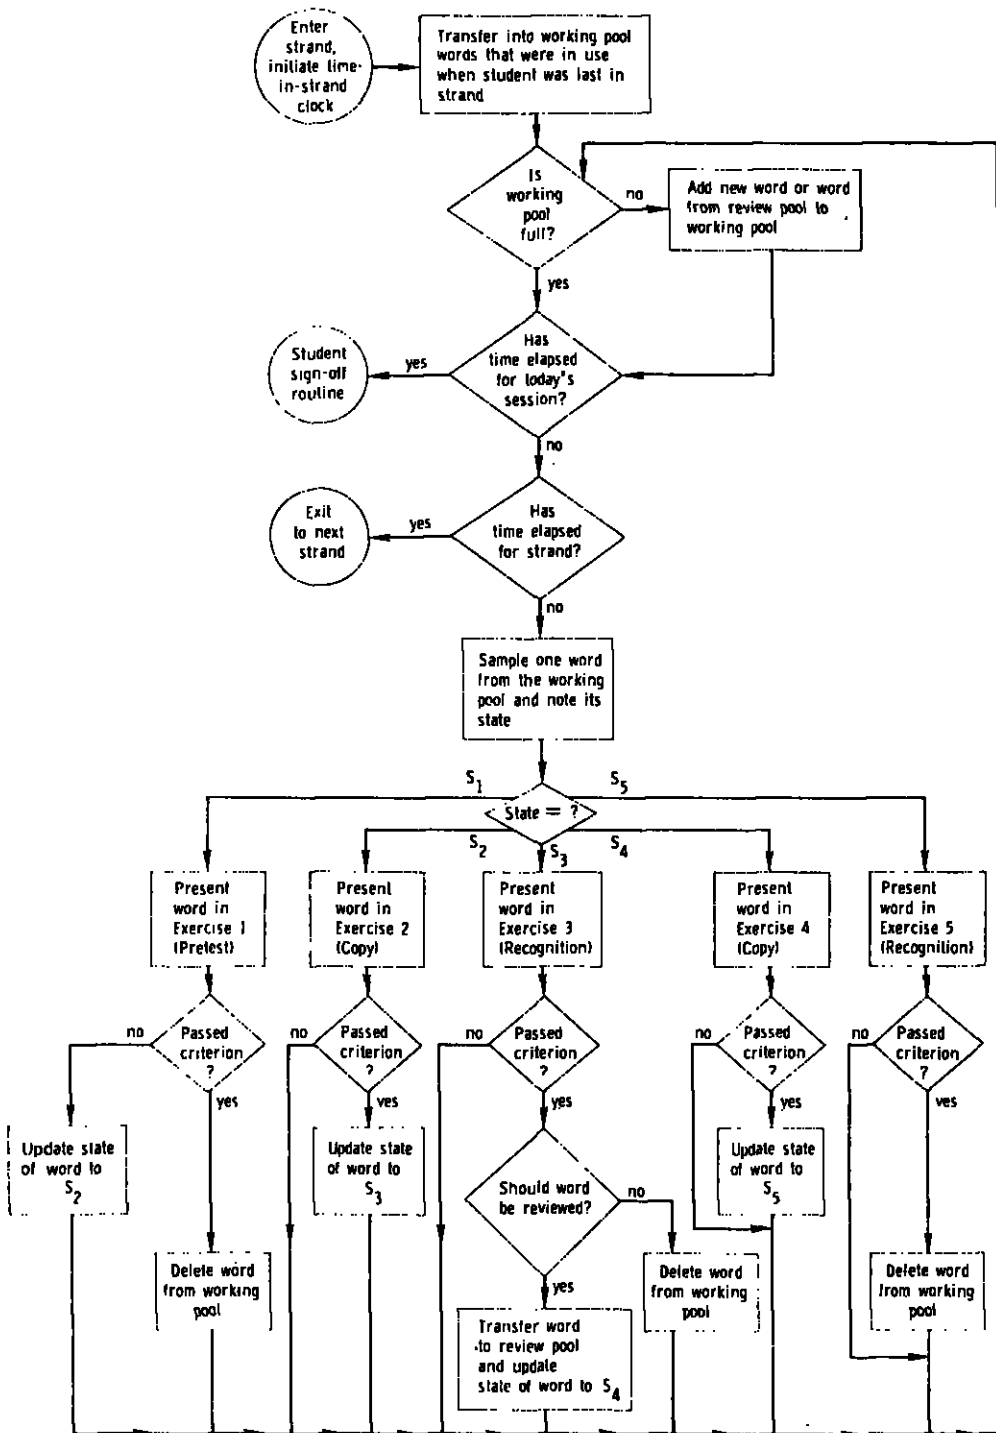 Enter
strand,
initiate time-
in-strand
clock
Transfer into working pool
words that were in use
when student was last in
strand
Is
working
pool
full?
no
Add new word or word
from review pool to
working pool
yes
Has
time elapsed
for today's
session?
yes
Student
sign-off
routine
no
Has
time elapsed
for strand?
yes
Exit
to next
strand
no
Sample one word
from the working
pool and note its
state
State = ?
S1
S2
S3
S4
S5
Present
word in
Exercise 1
(Pretest)
Present
word in
Exercise 2
(Copy)
Present
word in
Exercise 3
(Recognition)
Present
word in
Exercise 4
(Copy)
Present
word in
Exercise 5
(Recognition)
no
Passed
criterion
?
yes
no
Passed
criterion
?
yes
no
Passed
criterion
?
yes
no
Passed
criterion
?
yes
no
Passed
criterion
?
yes
Update state
of word to
S2
Update state
of word to
S3
Should word
be reviewed?
no
yes
Update state
of word to
S5
Delete word
from working
pool
Transfer word
to review pool
and update
state of word to S4
Delete word
from working
pool
Delete word
from working
pool